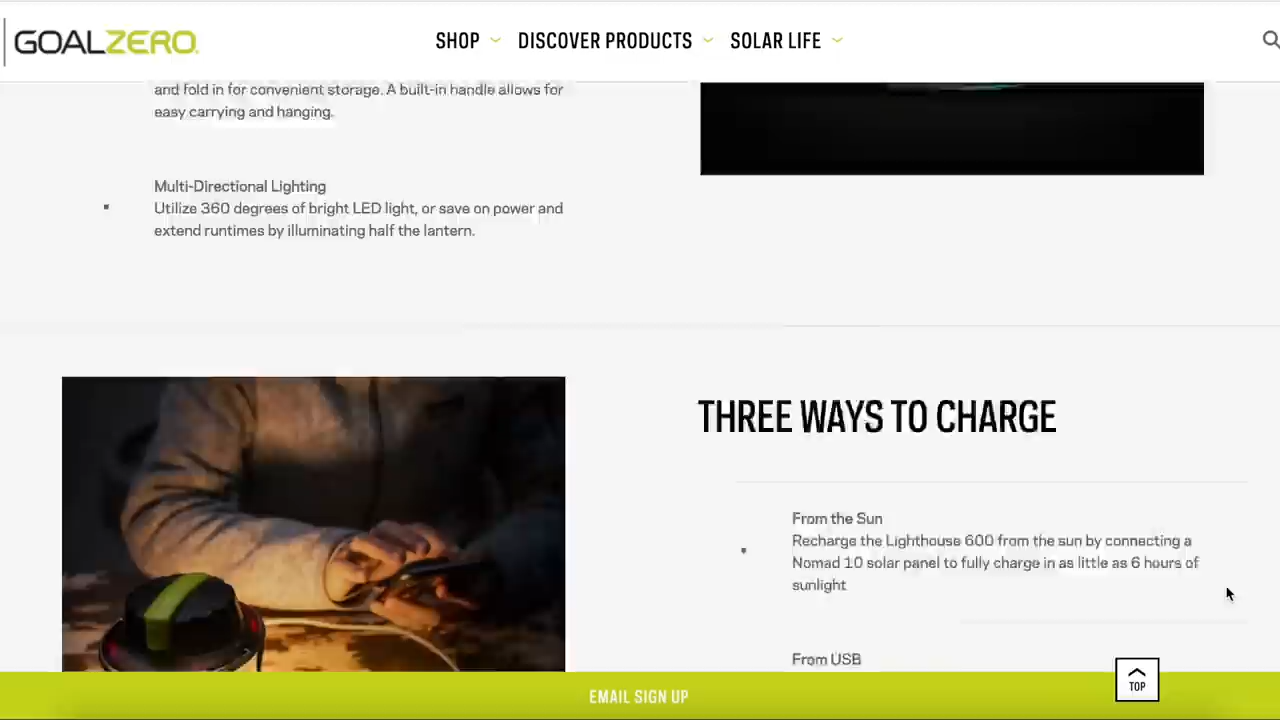 GOALZERO
SHOP
DISCOVER PRODUCTS
SOLAR LIFE
and fold in for convenient storage. A built-in handle allows for
easy carrying and hanging.
Multi-Directional Lighting
Utilize 360 degrees of bright LED light, or save on power and
extend runtimes by illuminating half the lantern.
THREE WAYS TO CHARGE
From the Sun
Recharge the Lighthouse 600 from the sun by connecting a
Nomad 10 solar panel to fully charge in as little as 6 hours of
sunlight
From USB
EMAIL SIGN UP
TOP